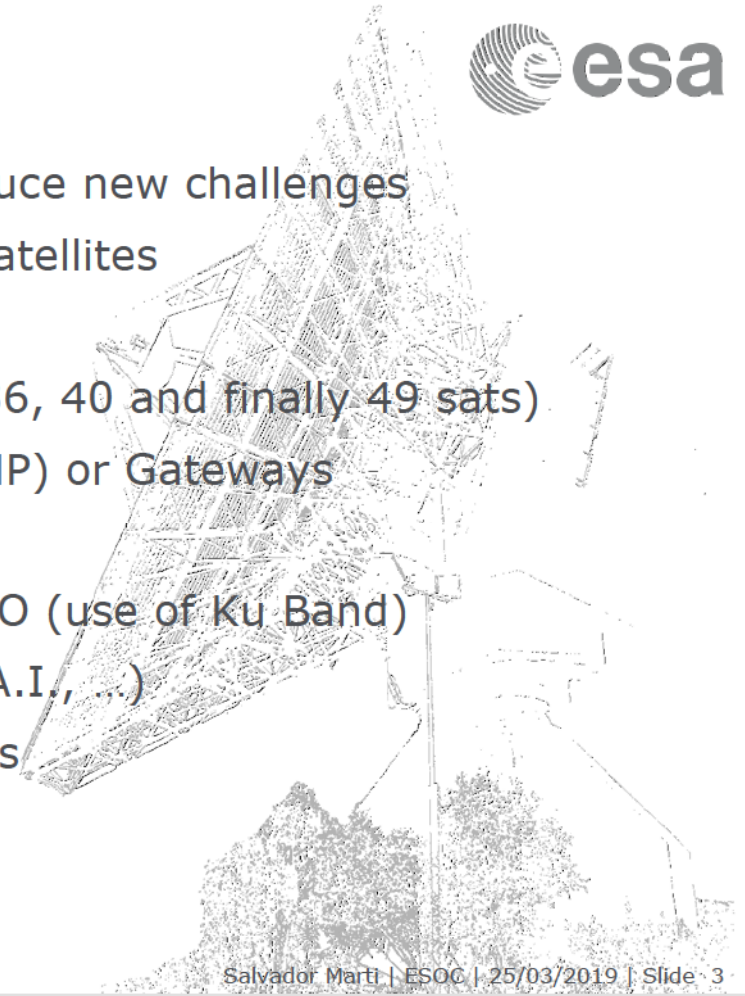 esa
uce new challenges
atellites
6, 40 and finally 49 sats)
IP) or Gateways
O (use of Ku Band)
A.I., …)
s
Salvador Marti | ESOC | 25/03/2019 | Slide 3